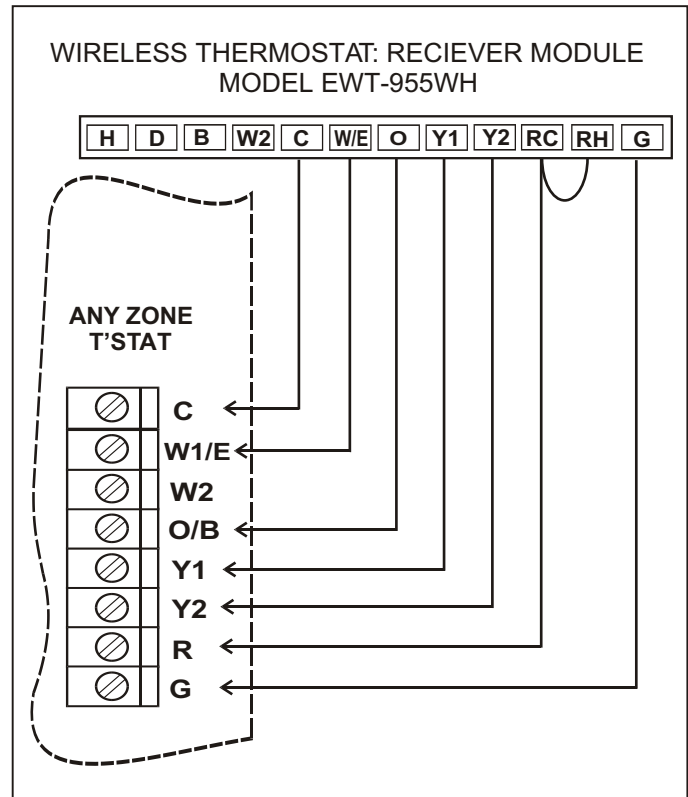 WIRELESS THERMOSTAT: RECIEVER MODULE
MODEL EWT-955WH
H D B W2 C W/E O Y1 Y2 RC RH G
ANY ZONE
T'STAT
C
W1/E
W2
O/B
Y1
Y2
R
G